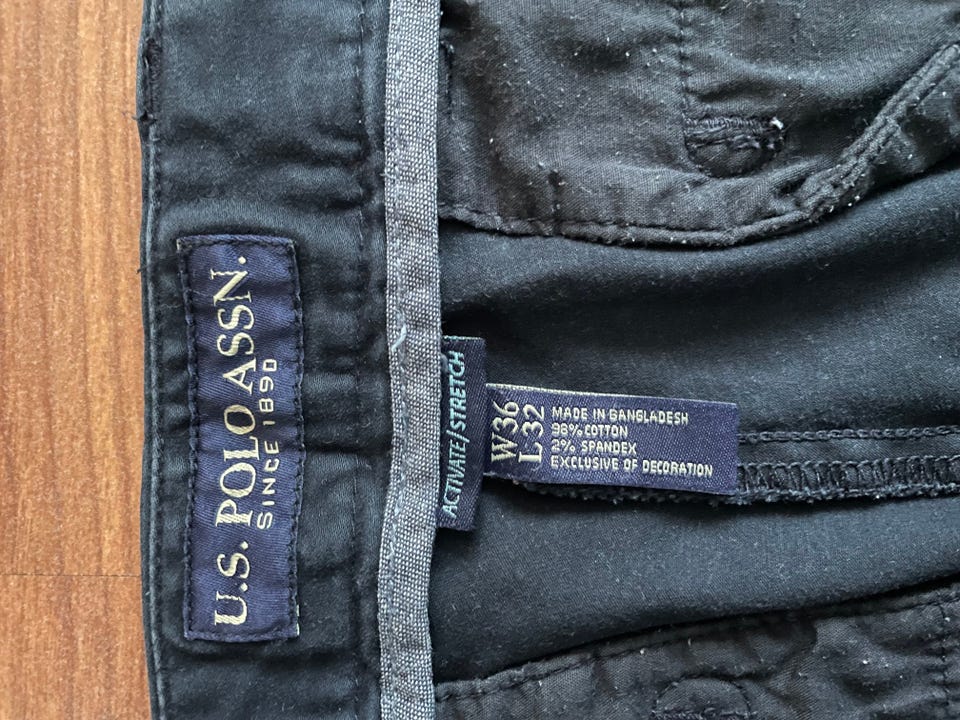 U.S. POLO ASSN.
SINCE 1890
ACTIVATE/STRETCH
W36
L32
MADE IN BANGLADESH
98% COTTON
2% SPANDEX
EXCLUSIVE OF DECORATION